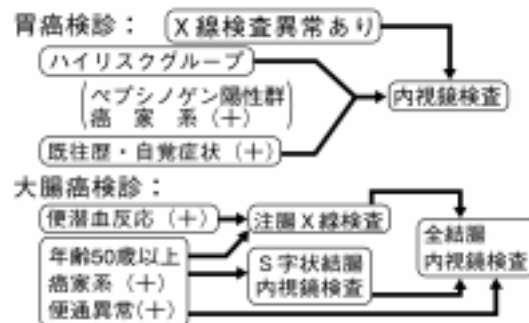 胃癌検診：
X線検査異常あり
ハイリスクグループ
(ペプシノゲン陽性群
癌 家 系 (+))
内視鏡検査
既往歴・自覚症状 (+)
大腸癌検診：
便潜血反応 (+)
注腸X線検査
年齢50歳以上
癌家系 (+)
便通異常(+)
S字状結腸
内視鏡検査
全結腸
内視鏡検査